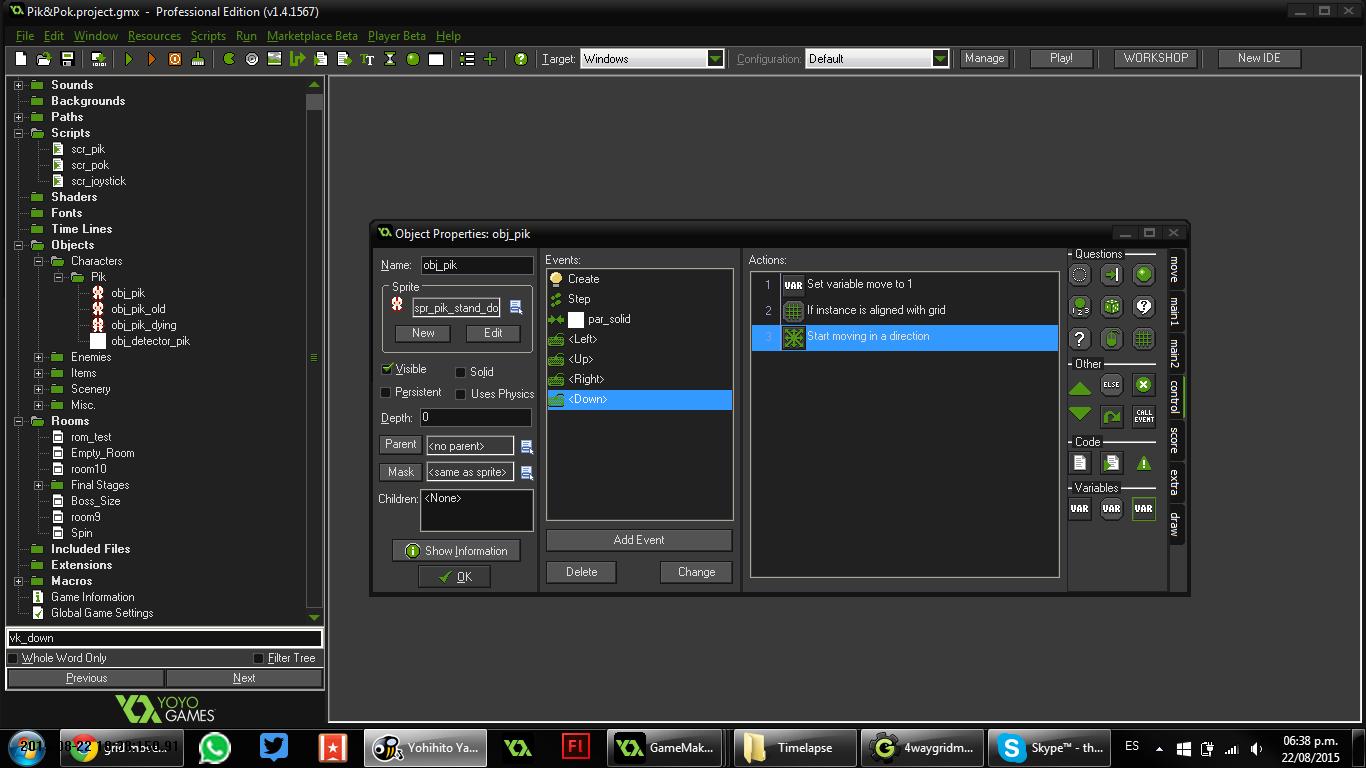 Pik&Pok.project.gmx - Professional Edition (v1.4.1567)
File Edit Window Resources Scripts Run Marketplace Beta Player Beta Help
Target: Windows Configuration: Default Manage Play! WORKSHOP New IDE
Sounds
Backgrounds
Paths
Scripts
scr_pik
scr_pok
scr_joystick
Shaders
Fonts
Time Lines
Objects
Characters
Pik
obj_pik
obj_pik_old
obj_pik_dying
obj_detector_pik
Enemies
Items
Scenery
Misc.
Rooms
rom_test
Empty_Room
room10
Final Stages
Boss_Size
room9
Spin
Included Files
Extensions
Macros
Game Information
Global Game Settings
vk_down
Whole Word Only Filter Tree
Previous Next
YOYO
GAMES
Object Properties: obj_pik
Name: obj_pik
Sprite
spr_pik_stand_do
New Edit
Visible Solid
Persistent Uses Physics
Depth: 0
Parent <no parent>
Mask <same as sprite>
Children: <None>
Show Information
OK
Events:
Create
Step
par_solid
<Left>
<Up>
<Right>
<Down>
Add Event
Delete Change
Actions:
1 VAR Set variable move to 1
2 If instance is aligned with grid
3 Start moving in a direction
Questions
Other
ELSE
CALL EVENT
Code
Variables
VAR VAR VAR
move
main1
main2
control
score
extra
draw
grid move... Yohihito Ya... Fl GameMak... Timelapse 4waygridm... Skype™ - th... ES
06:38 p.m.
22/08/2015